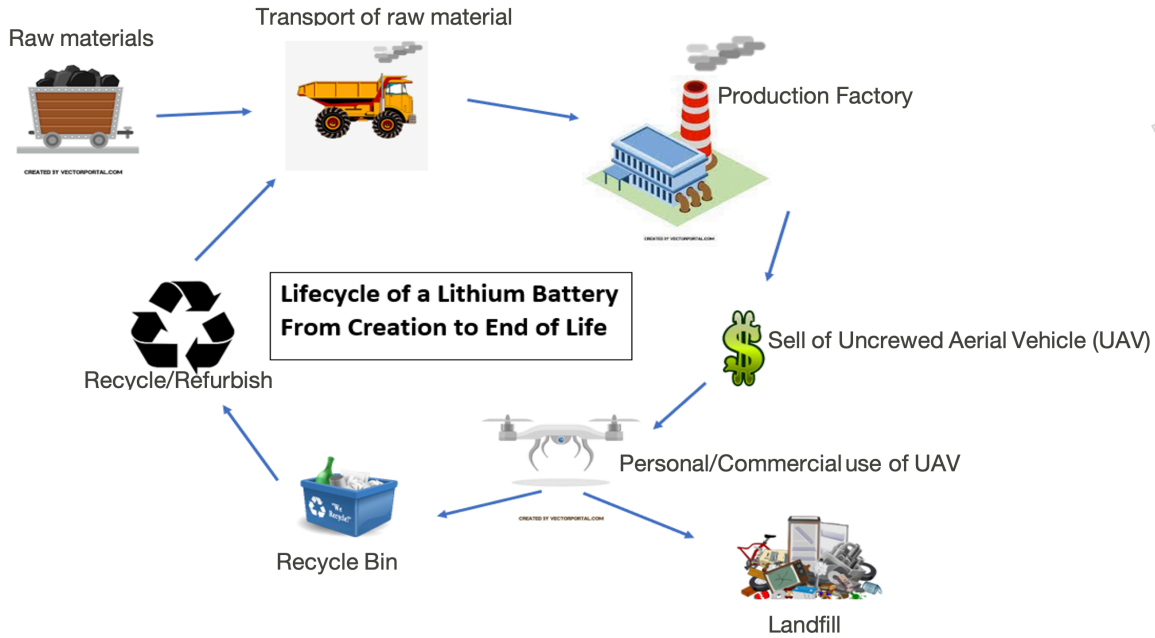 Transport of raw material
Raw materials
CREATED BY VECTORPORTAL.COM
Production Factory
CREATED BY VECTORPORTAL.COM
Lifecycle of a Lithium Battery
From Creation to End of Life
Sell of Uncrewed Aerial Vehicle (UAV)
Recycle/Refurbish
Personal/Commercial use of UAV
CREATED BY VECTORPORTAL.COM
"We
Recycle!"
Recycle Bin
Landfill